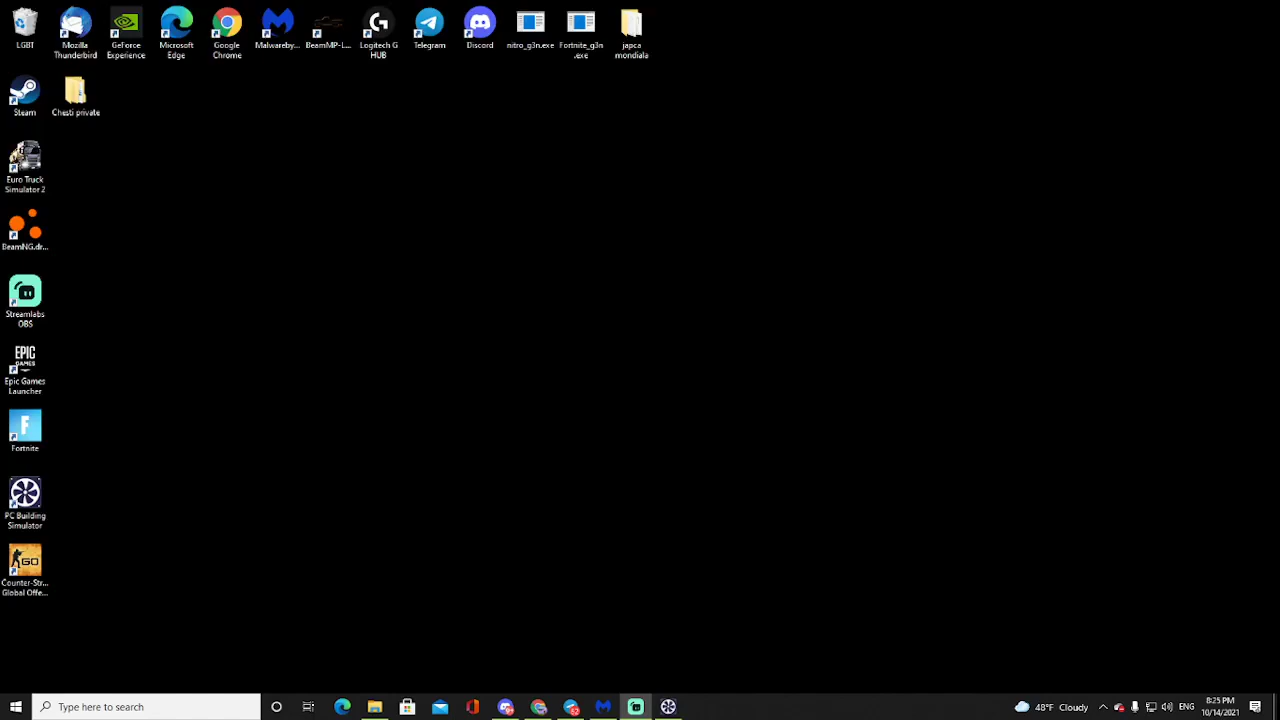 LGBT
Mozilla
Thunderbird
GeForce
Experience
Microsoft
Edge
Google
Chrome
Malwareby...
BeamMP-L...
Logitech G
HUB
Telegram
Discord
nitro_g3n.exe
Fortnite_g3n
.exe
japca
mondiala
Steam
Chesti private
Euro Truck
Simulator 2
BeamNG.dr...
Streamlabs
OBS
EPIC
GAMES
Epic Games
Launcher
F
Fortnite
PC Building
Simulator
GO
Counter-Str...
Global Offe...
Type here to search
48°F Cloudy
ENG
8:25 PM
10/14/2021